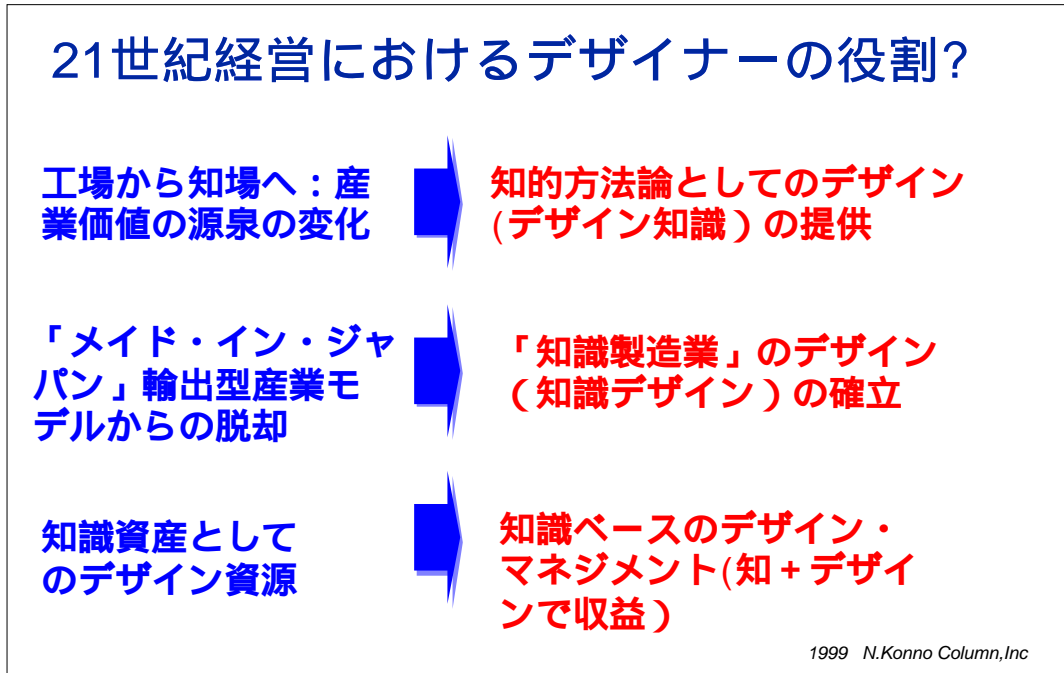 21世紀経営におけるデザイナーの役割?
工場から知場へ：産
業価値の源泉の変化
知的方法論としてのデザイン
(デザイン知識）の提供
「メイド・イン・ジャ
パン」輸出型産業モ
デルからの脱却
「知識製造業」のデザイン
（知識デザイン）の確立
知識資産として
のデザイン資源
知識ベースのデザイン・
マネジメント(知＋デザイ
ンで収益）
1999 N.Konno Column,Inc